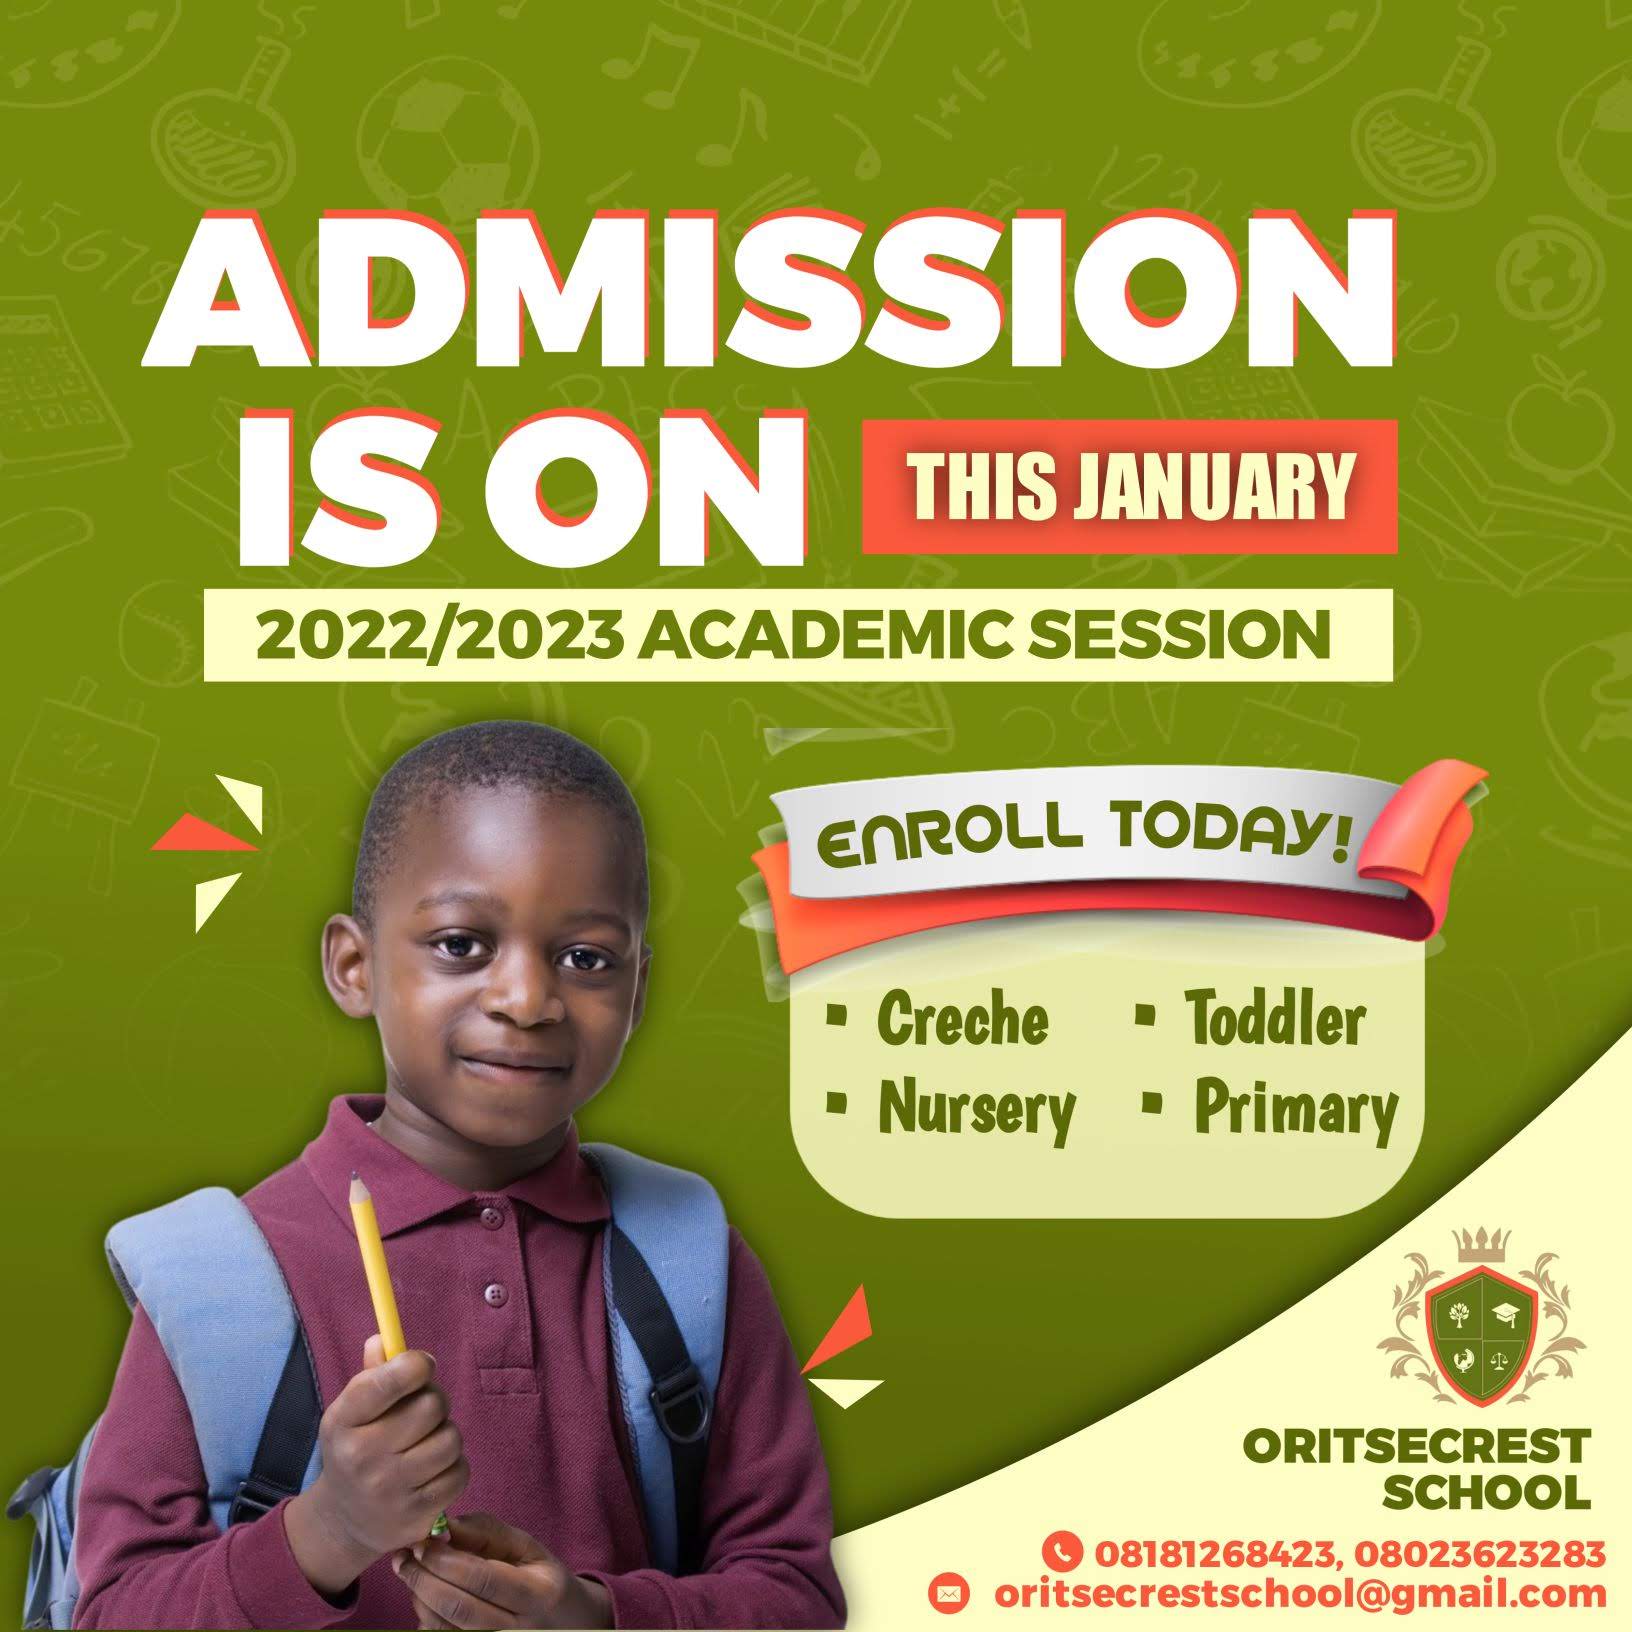 ADMISSION
IS ON THIS JANUARY
2022/2023 ACADEMIC SESSION
ENROLL TODAY!
▪ Creche ▪ Toddler
▪ Nursery ▪ Primary
ORITSECREST
SCHOOL
08181268423, 08023623283
oritsecrestschool@gmail.com